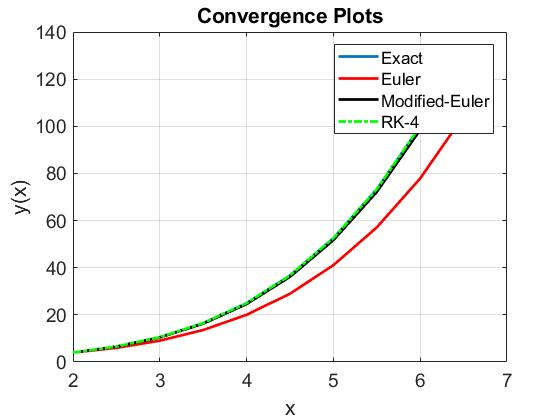 Convergence Plots
140
120
100
80
60
40
20
0
y(x)
Exact
Euler
Modified-Euler
RK-4
2
3
4
5
6
7
x